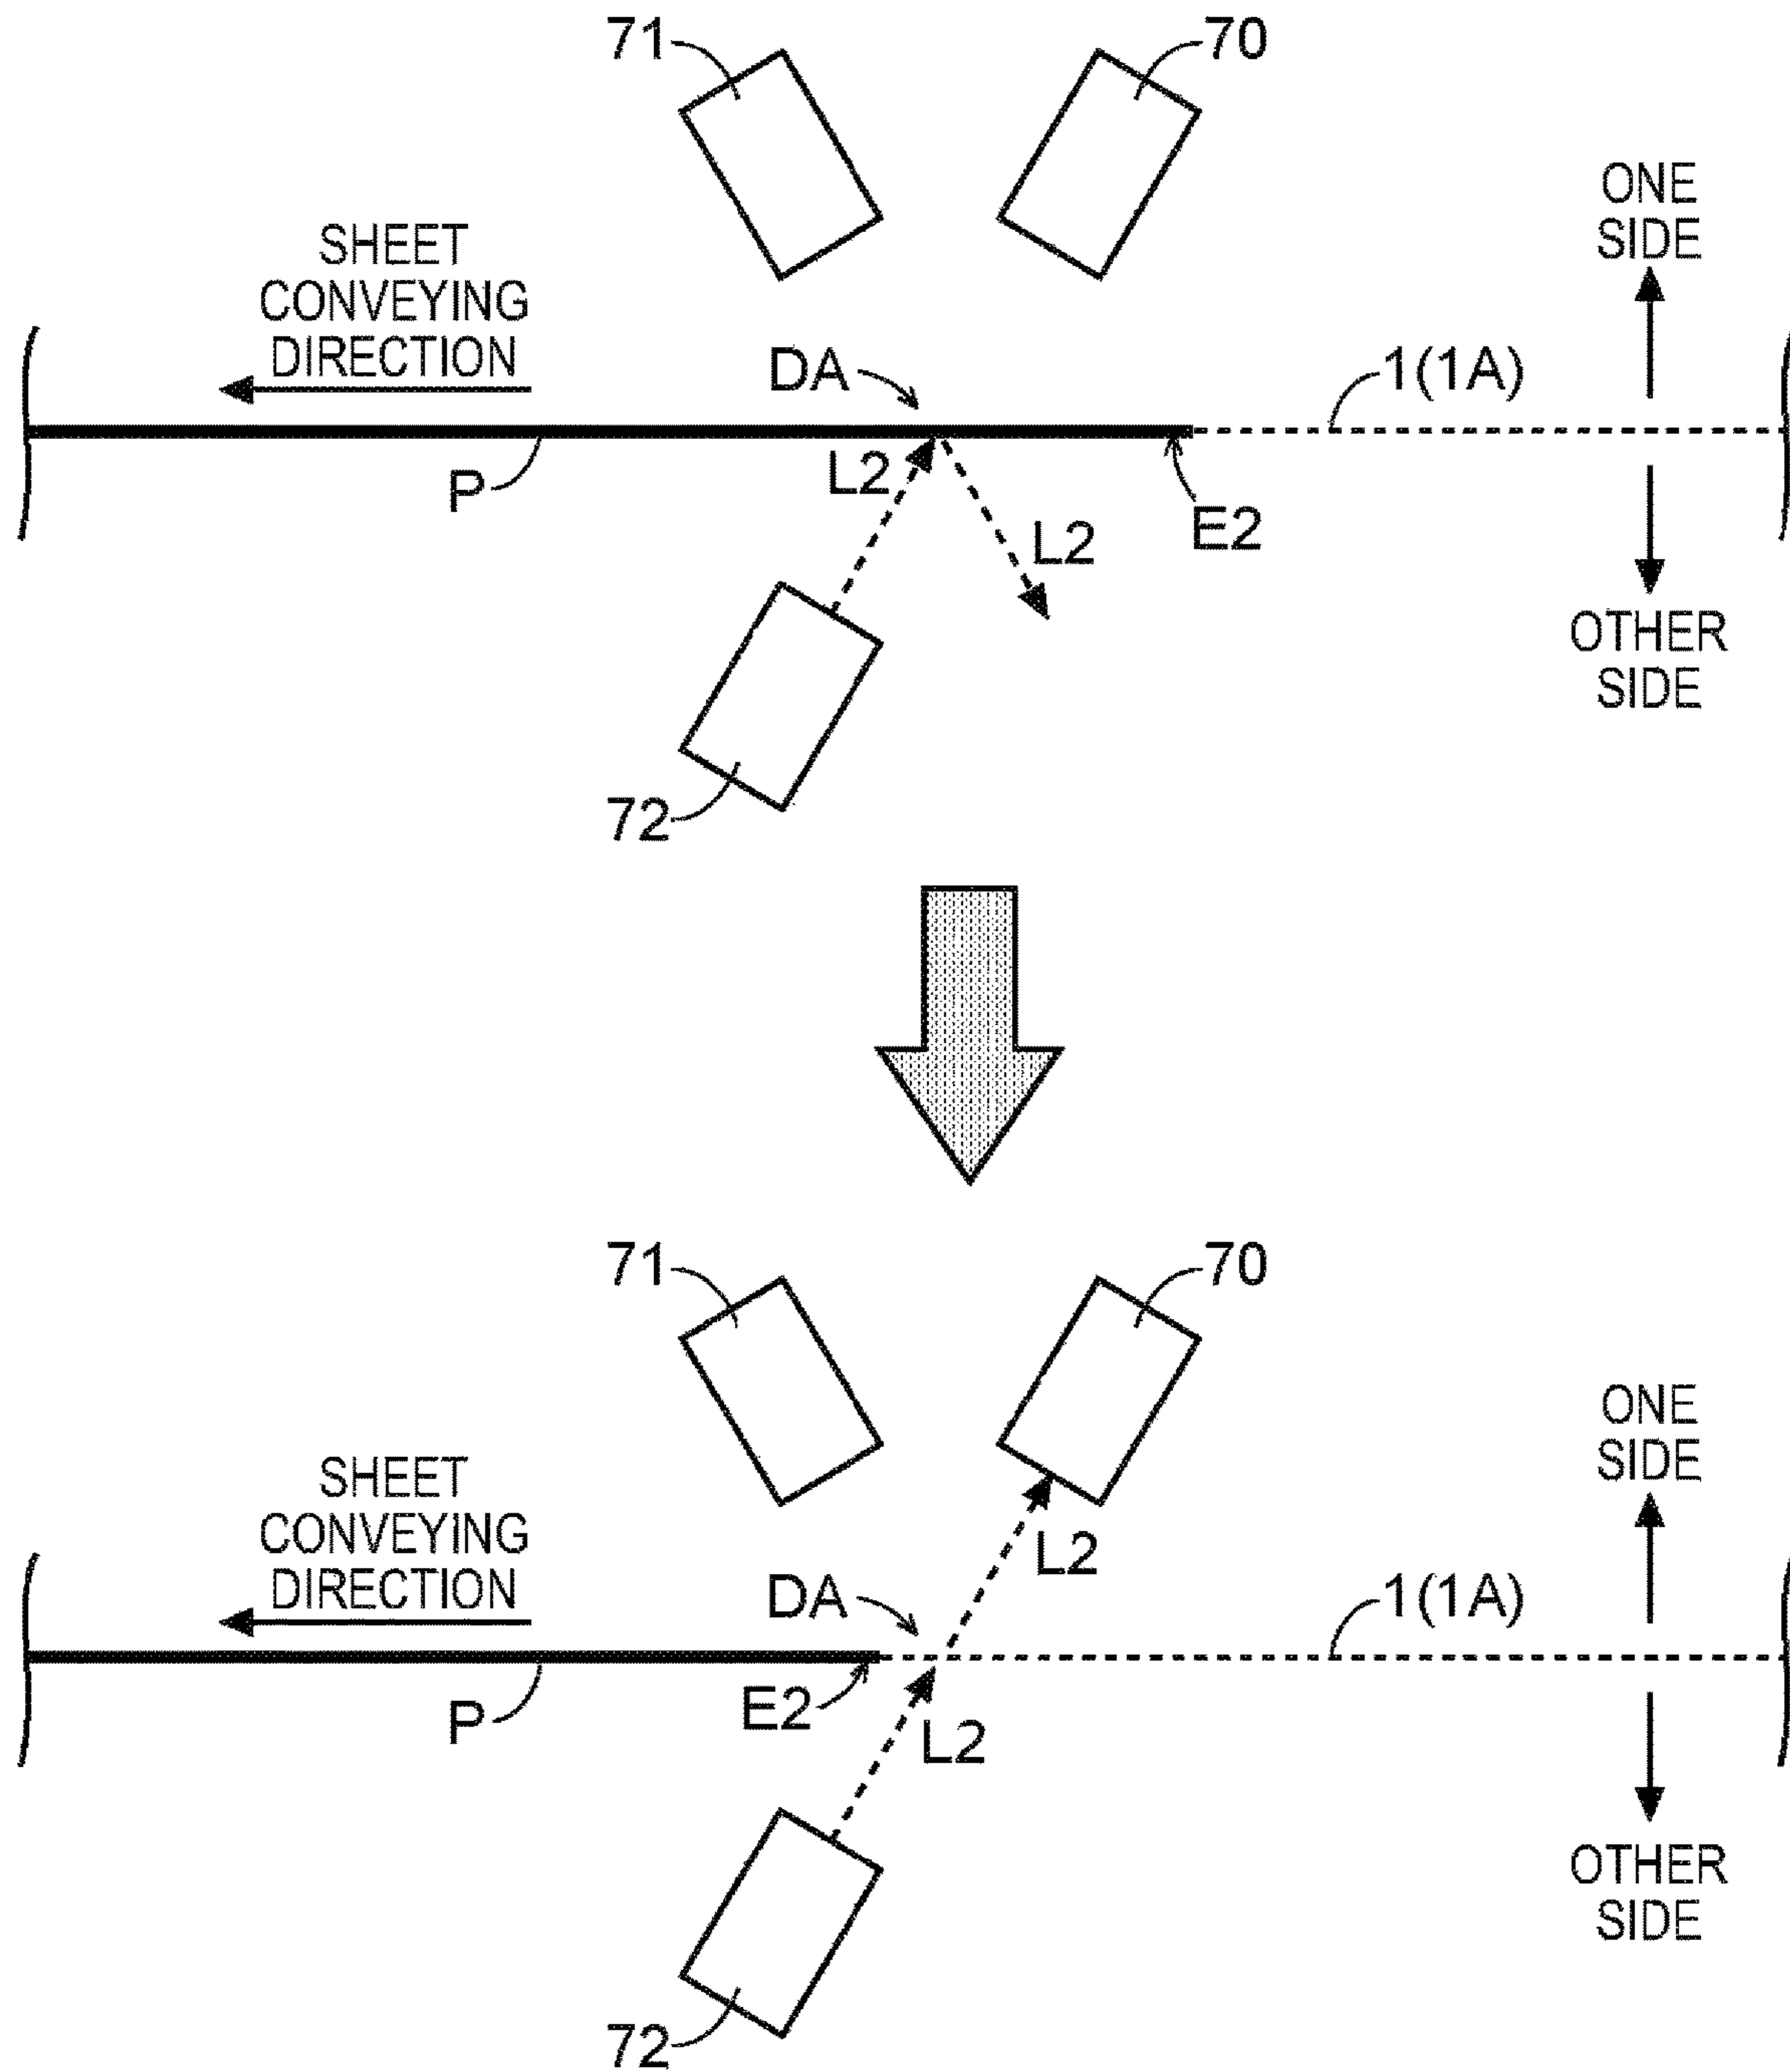 71
70
ONE
SIDE
SHEET
CONVEYING
DIRECTION
DA
1(1A)
P
L2
L2
E2
OTHER
SIDE
72
71
70
ONE
SIDE
SHEET
CONVEYING
DIRECTION
L2
DA
1(1A)
P
E2
L2
OTHER
SIDE
72